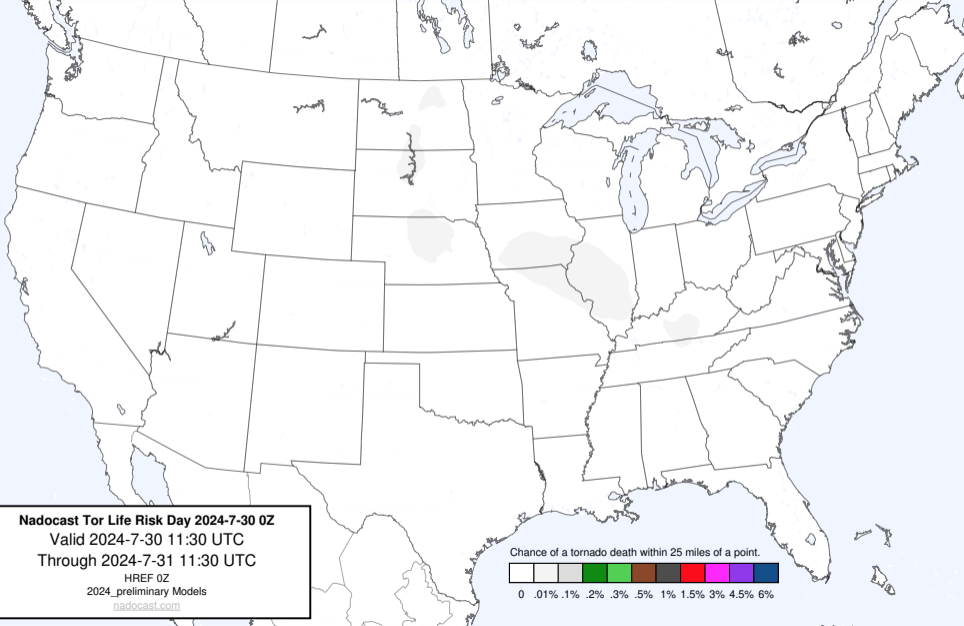 Nadocast Tor Life Risk Day 2024-7-30 0Z
Valid 2024-7-30 11:30 UTC
Through 2024-7-31 11:30 UTC
HREF 0Z
2024_preliminary Models
nadocast.com
Chance of a tornado death within 25 miles of a point.
0 .01% .1% .2% .3% .5% 1% 1.5% 3% 4.5% 6%